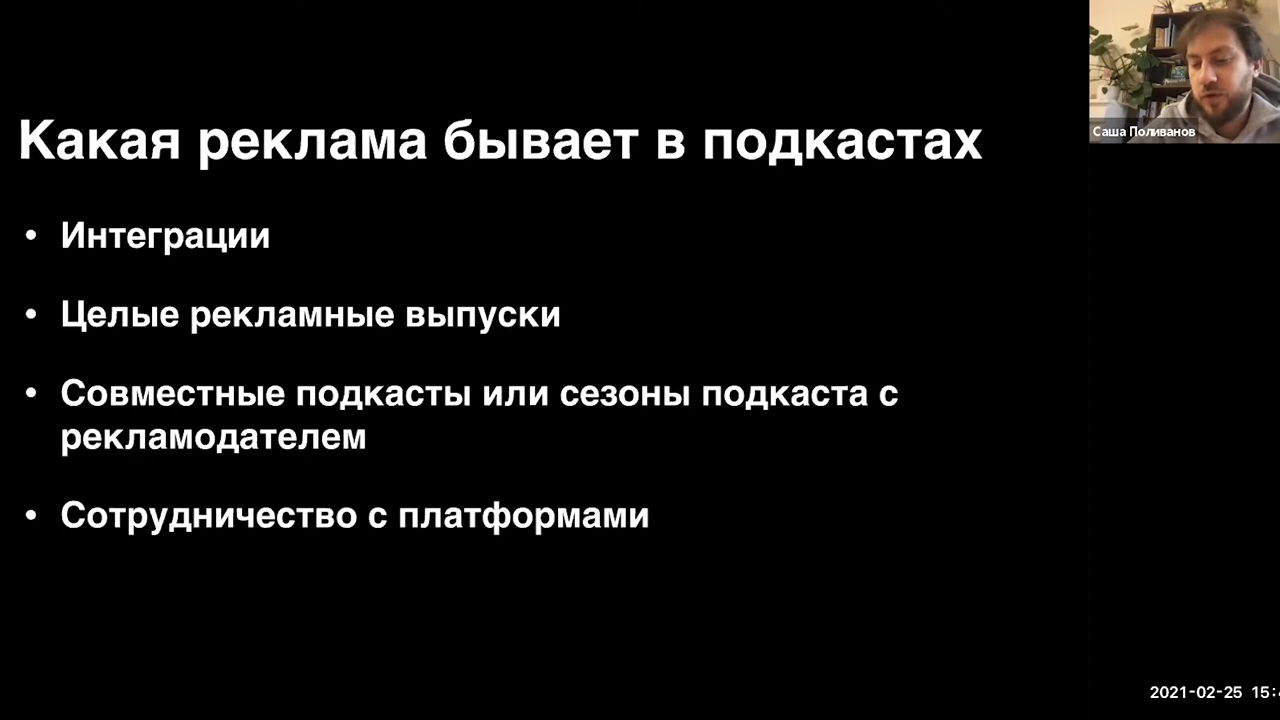 Какая реклама бывает в подкастах
• Интеграции
• Целые рекламные выпуски
• Совместные подкасты или сезоны подкаста с
рекламодателем
• Сотрудничество с платформами
Саша Поливанов
2021-02-25 15: